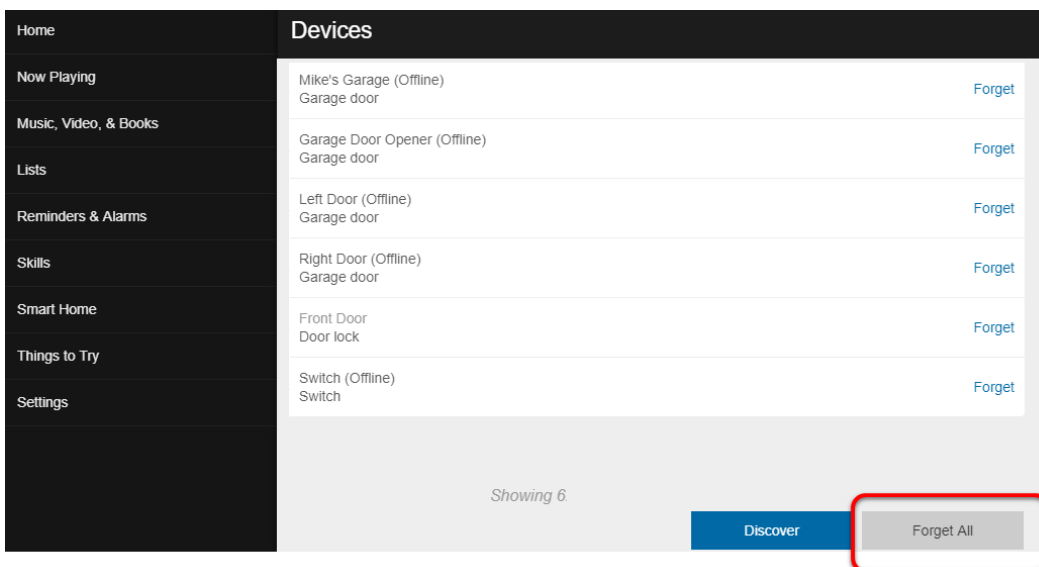 Home
Now Playing
Music, Video, & Books
Lists
Reminders & Alarms
Skills
Smart Home
Things to Try
Settings
Devices
Mike's Garage (Offline)
Garage door
Forget
Garage Door Opener (Offline)
Garage door
Forget
Left Door (Offline)
Garage door
Forget
Right Door (Offline)
Garage door
Forget
Front Door
Door lock
Forget
Switch (Offline)
Switch
Forget
Showing 6.
Discover
Forget All